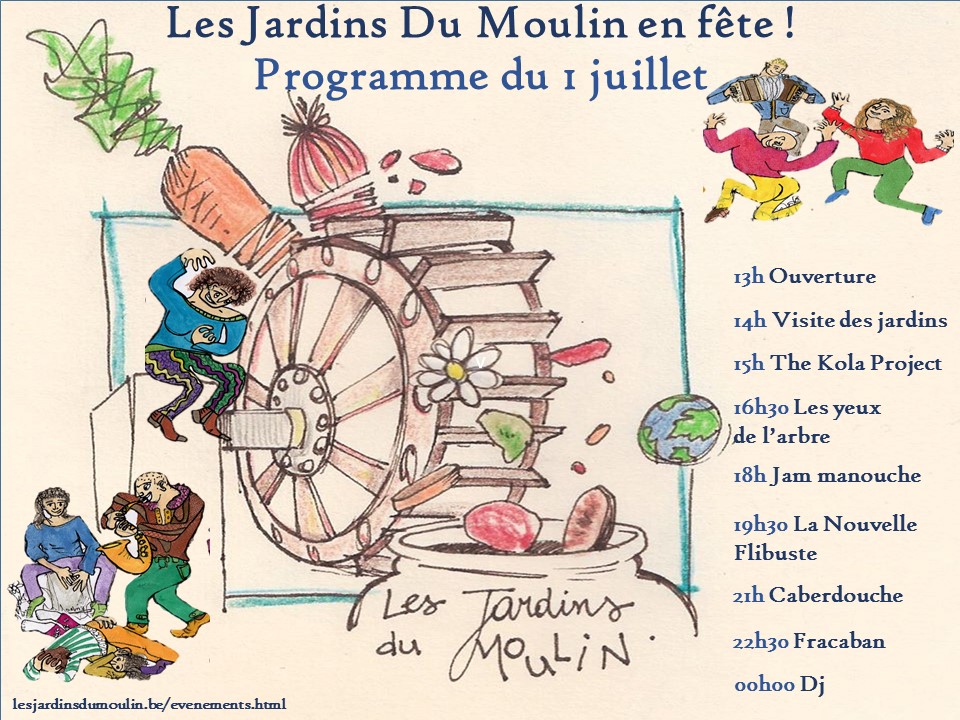 Les Jardins Du Moulin en fête !
Programme du 1 juillet
13h Ouverture
14h Visite des jardins
15h The Kola Project
16h30 Les yeux
de l’arbre
18h Jam manouche
19h30 La Nouvelle
Flibuste
21h Caberdouche
22h30 Fracaban
00h00 Dj
Les Jardins
du Moulin
lesjardinsdumoulin.be/evenements.html